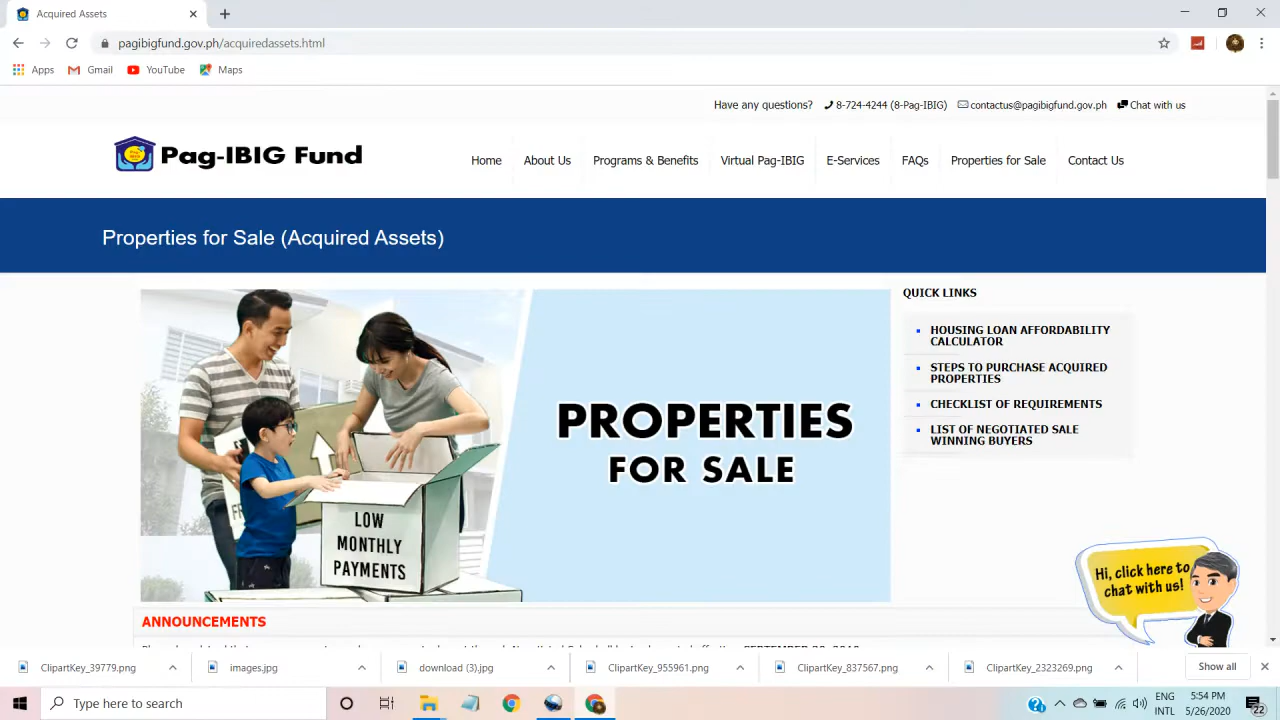 Acquired Assets
pagibigfund.gov.ph/acquiredassets.html
Apps Gmail YouTube Maps
Have any questions? 8-724-4244 (8-Pag-IBIG) contactus@pagibigfund.gov.ph Chat with us
Pag-IBIG Fund
Home About Us Programs & Benefits Virtual Pag-IBIG E-Services FAQs Properties for Sale Contact Us
Properties for Sale (Acquired Assets)
PROPERTIES
FOR SALE
LOW
MONTHLY
PAYMENTS
QUICK LINKS
HOUSING LOAN AFFORDABILITY
CALCULATOR
STEPS TO PURCHASE ACQUIRED
PROPERTIES
CHECKLIST OF REQUIREMENTS
LIST OF NEGOTIATED SALE
WINNING BUYERS
Hi, click here to
chat with us!
ANNOUNCEMENTS
ClipartKey_39779.png images.jpg download (3).jpg ClipartKey_955961.png ClipartKey_837567.png ClipartKey_2323269.png Show all
Type here to search
ENG
INTL
5:54 PM
5/26/2020
22